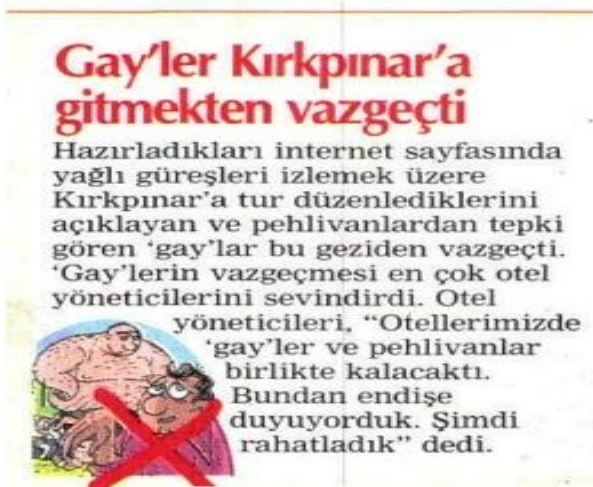 Gay'ler Kırkpınar'a
gitmekten vazgeçti
Hazırladıkları internet sayfasında
yağlı güreşleri izlemek üzere
Kırkpınar'a tur düzenlediklerini
açıklayan ve pehlivanlardan tepki
gören 'gay'lar bu geziden vazgeçti.
'Gay'lerin vazgeçmesi en çok otel
yöneticilerini sevindirdi. Otel
yöneticileri, “Otellerimizde
'gay'ler ve pehlivanlar
birlikte kalacaktı.
Bundan endişe
duyuyorduk. Şimdi
rahatladık” dedi.